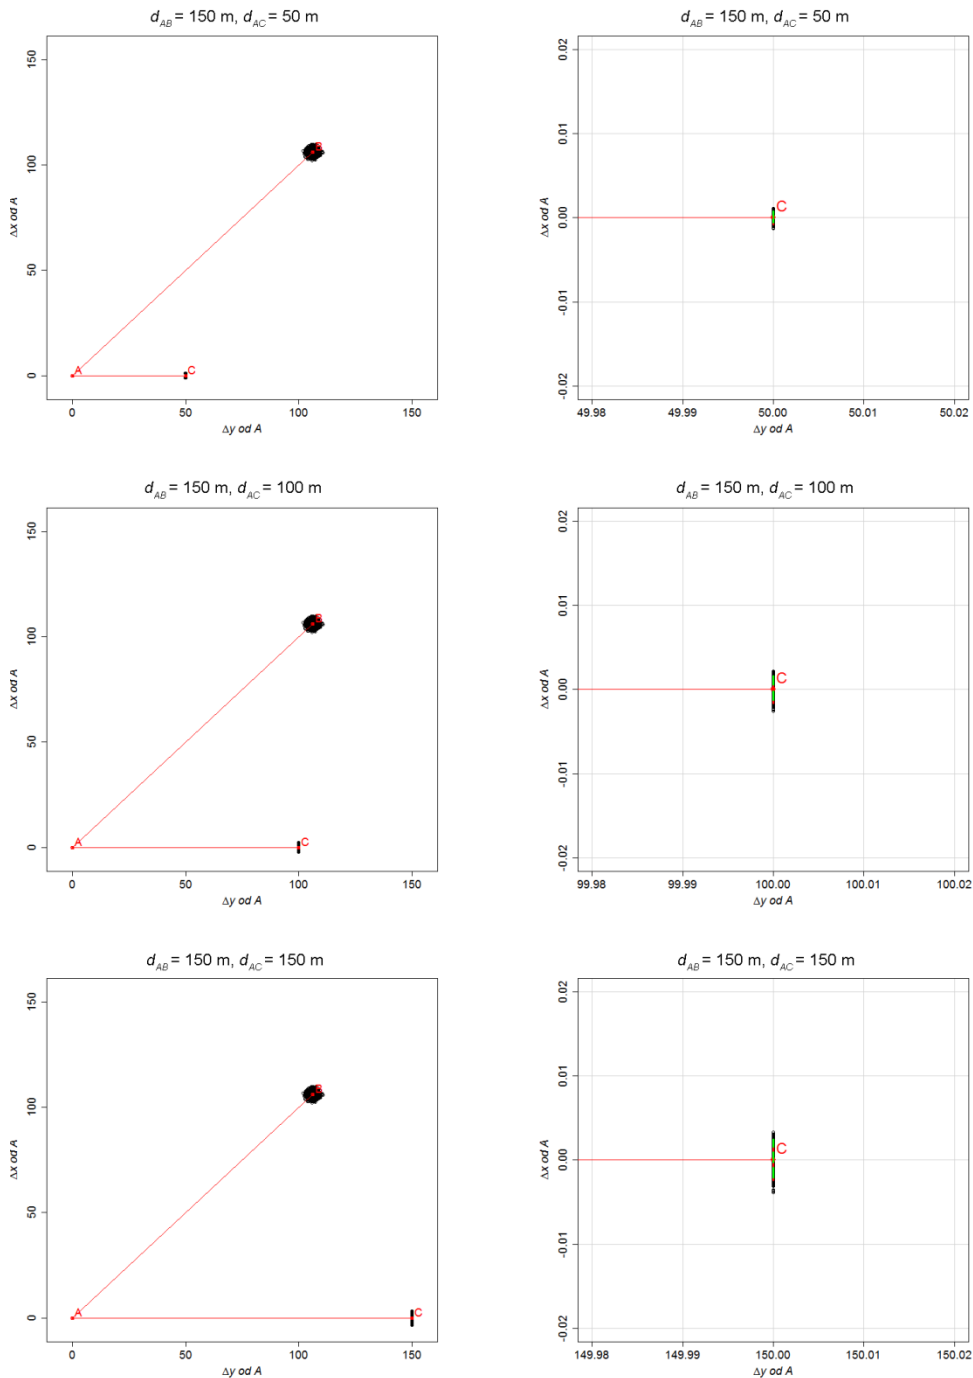 d_AB = 150 m, d_AC = 50 m
150
100
50
0
Δx od A
B
A
C
0
50
100
150
Δy od A
d_AB = 150 m, d_AC = 50 m
0.02
0.01
0.00
-0.01
-0.02
Δx od A
C
49.98
49.99
50.00
50.01
50.02
Δy od A
d_AB = 150 m, d_AC = 100 m
150
100
50
0
Δx od A
B
A
C
0
50
100
150
Δy od A
d_AB = 150 m, d_AC = 100 m
0.02
0.01
0.00
-0.01
-0.02
Δx od A
C
99.98
99.99
100.00
100.01
100.02
Δy od A
d_AB = 150 m, d_AC = 150 m
150
100
50
0
Δx od A
B
A
C
0
50
100
150
Δy od A
d_AB = 150 m, d_AC = 150 m
0.02
0.01
0.00
-0.01
-0.02
Δx od A
C
149.98
149.99
150.00
150.01
150.02
Δy od A